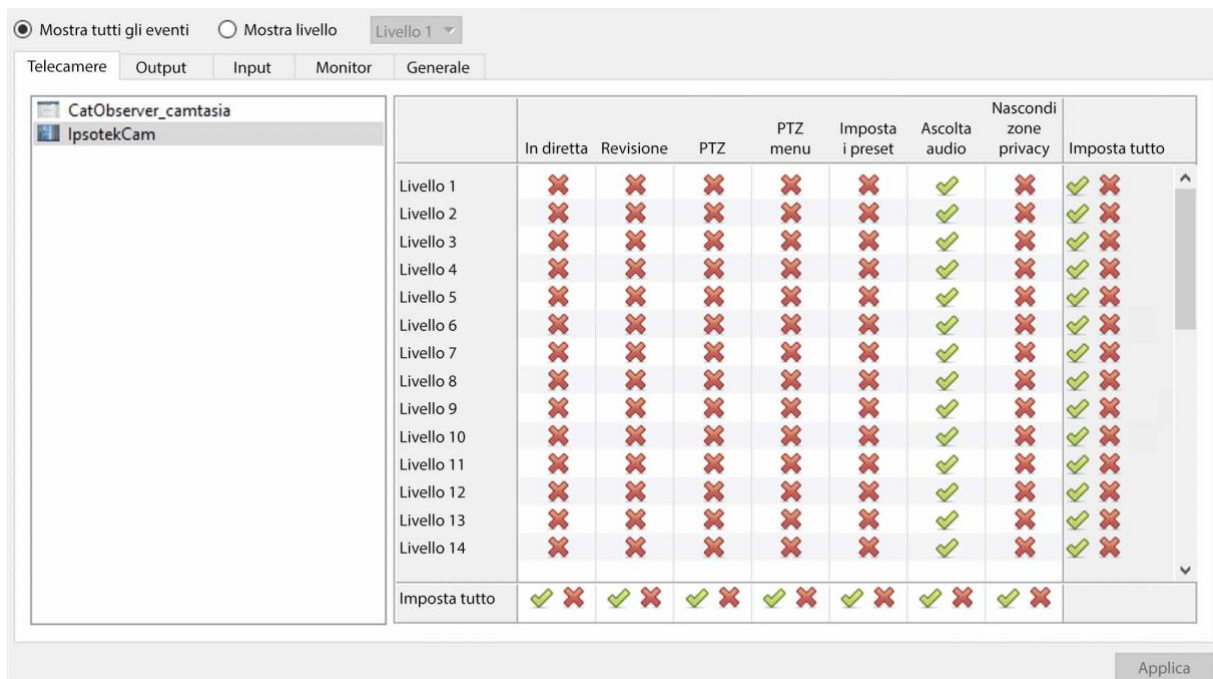 Mostra tutti gli eventi Mostra livello Livello 1
Telecamere Output Input Monitor Generale
CatObserver_camtasia
IpsotekCam
In diretta Revisione PTZ PTZ menu Imposta i preset Ascolta audio Nascondi zone privacy Imposta tutto
Livello 1
Livello 2
Livello 3
Livello 4
Livello 5
Livello 6
Livello 7
Livello 8
Livello 9
Livello 10
Livello 11
Livello 12
Livello 13
Livello 14
Imposta tutto
Applica